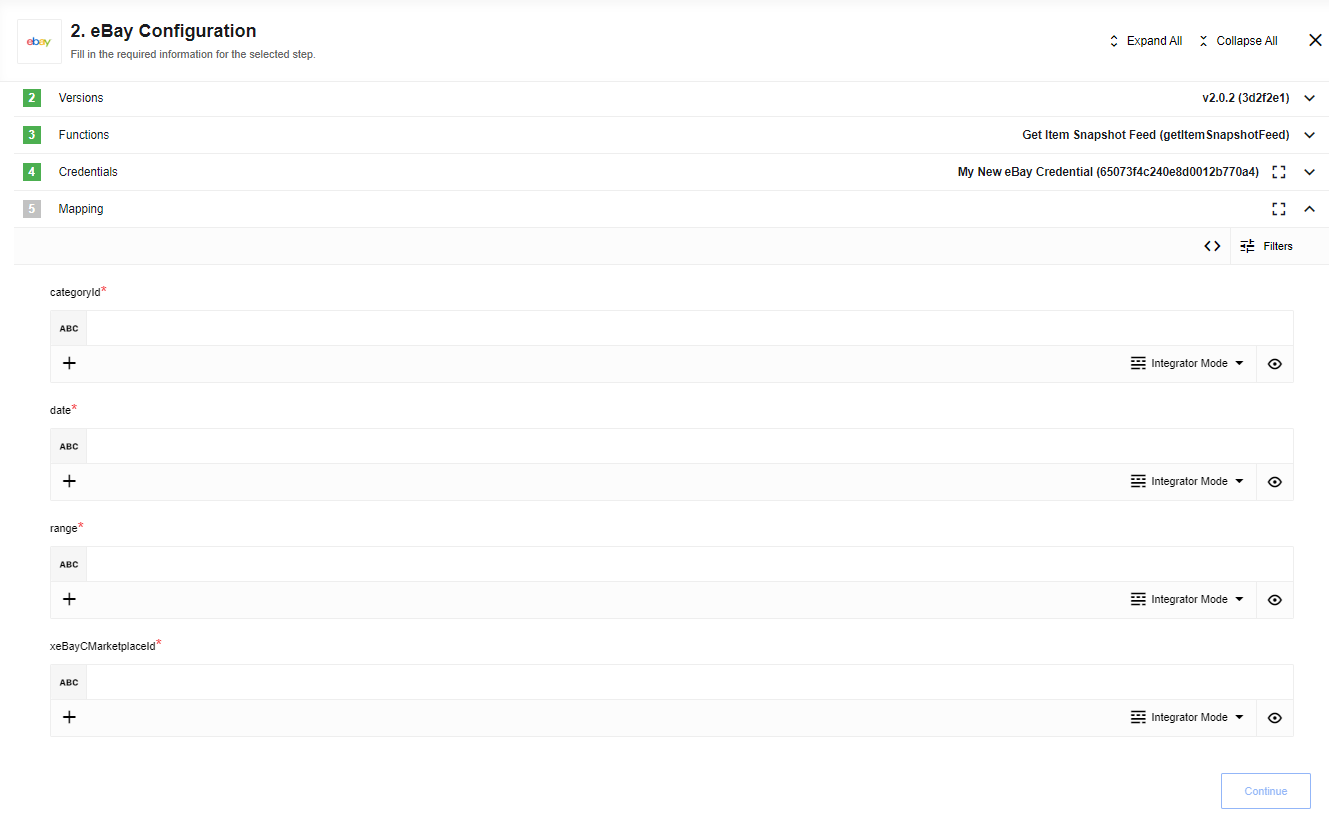 ebay
2. eBay Configuration
Fill in the required information for the selected step.
Expand All
Collapse All
2 Versions v2.0.2 (3d2f2e1)
3 Functions Get Item Snapshot Feed (getItemSnapshotFeed)
4 Credentials My New eBay Credential (65073f4c240e8d0012b770a4)
5 Mapping
Filters
categoryId*
ABC
Integrator Mode
date*
ABC
Integrator Mode
range*
ABC
Integrator Mode
xeBayCMarketplaceId*
ABC
Integrator Mode
Continue